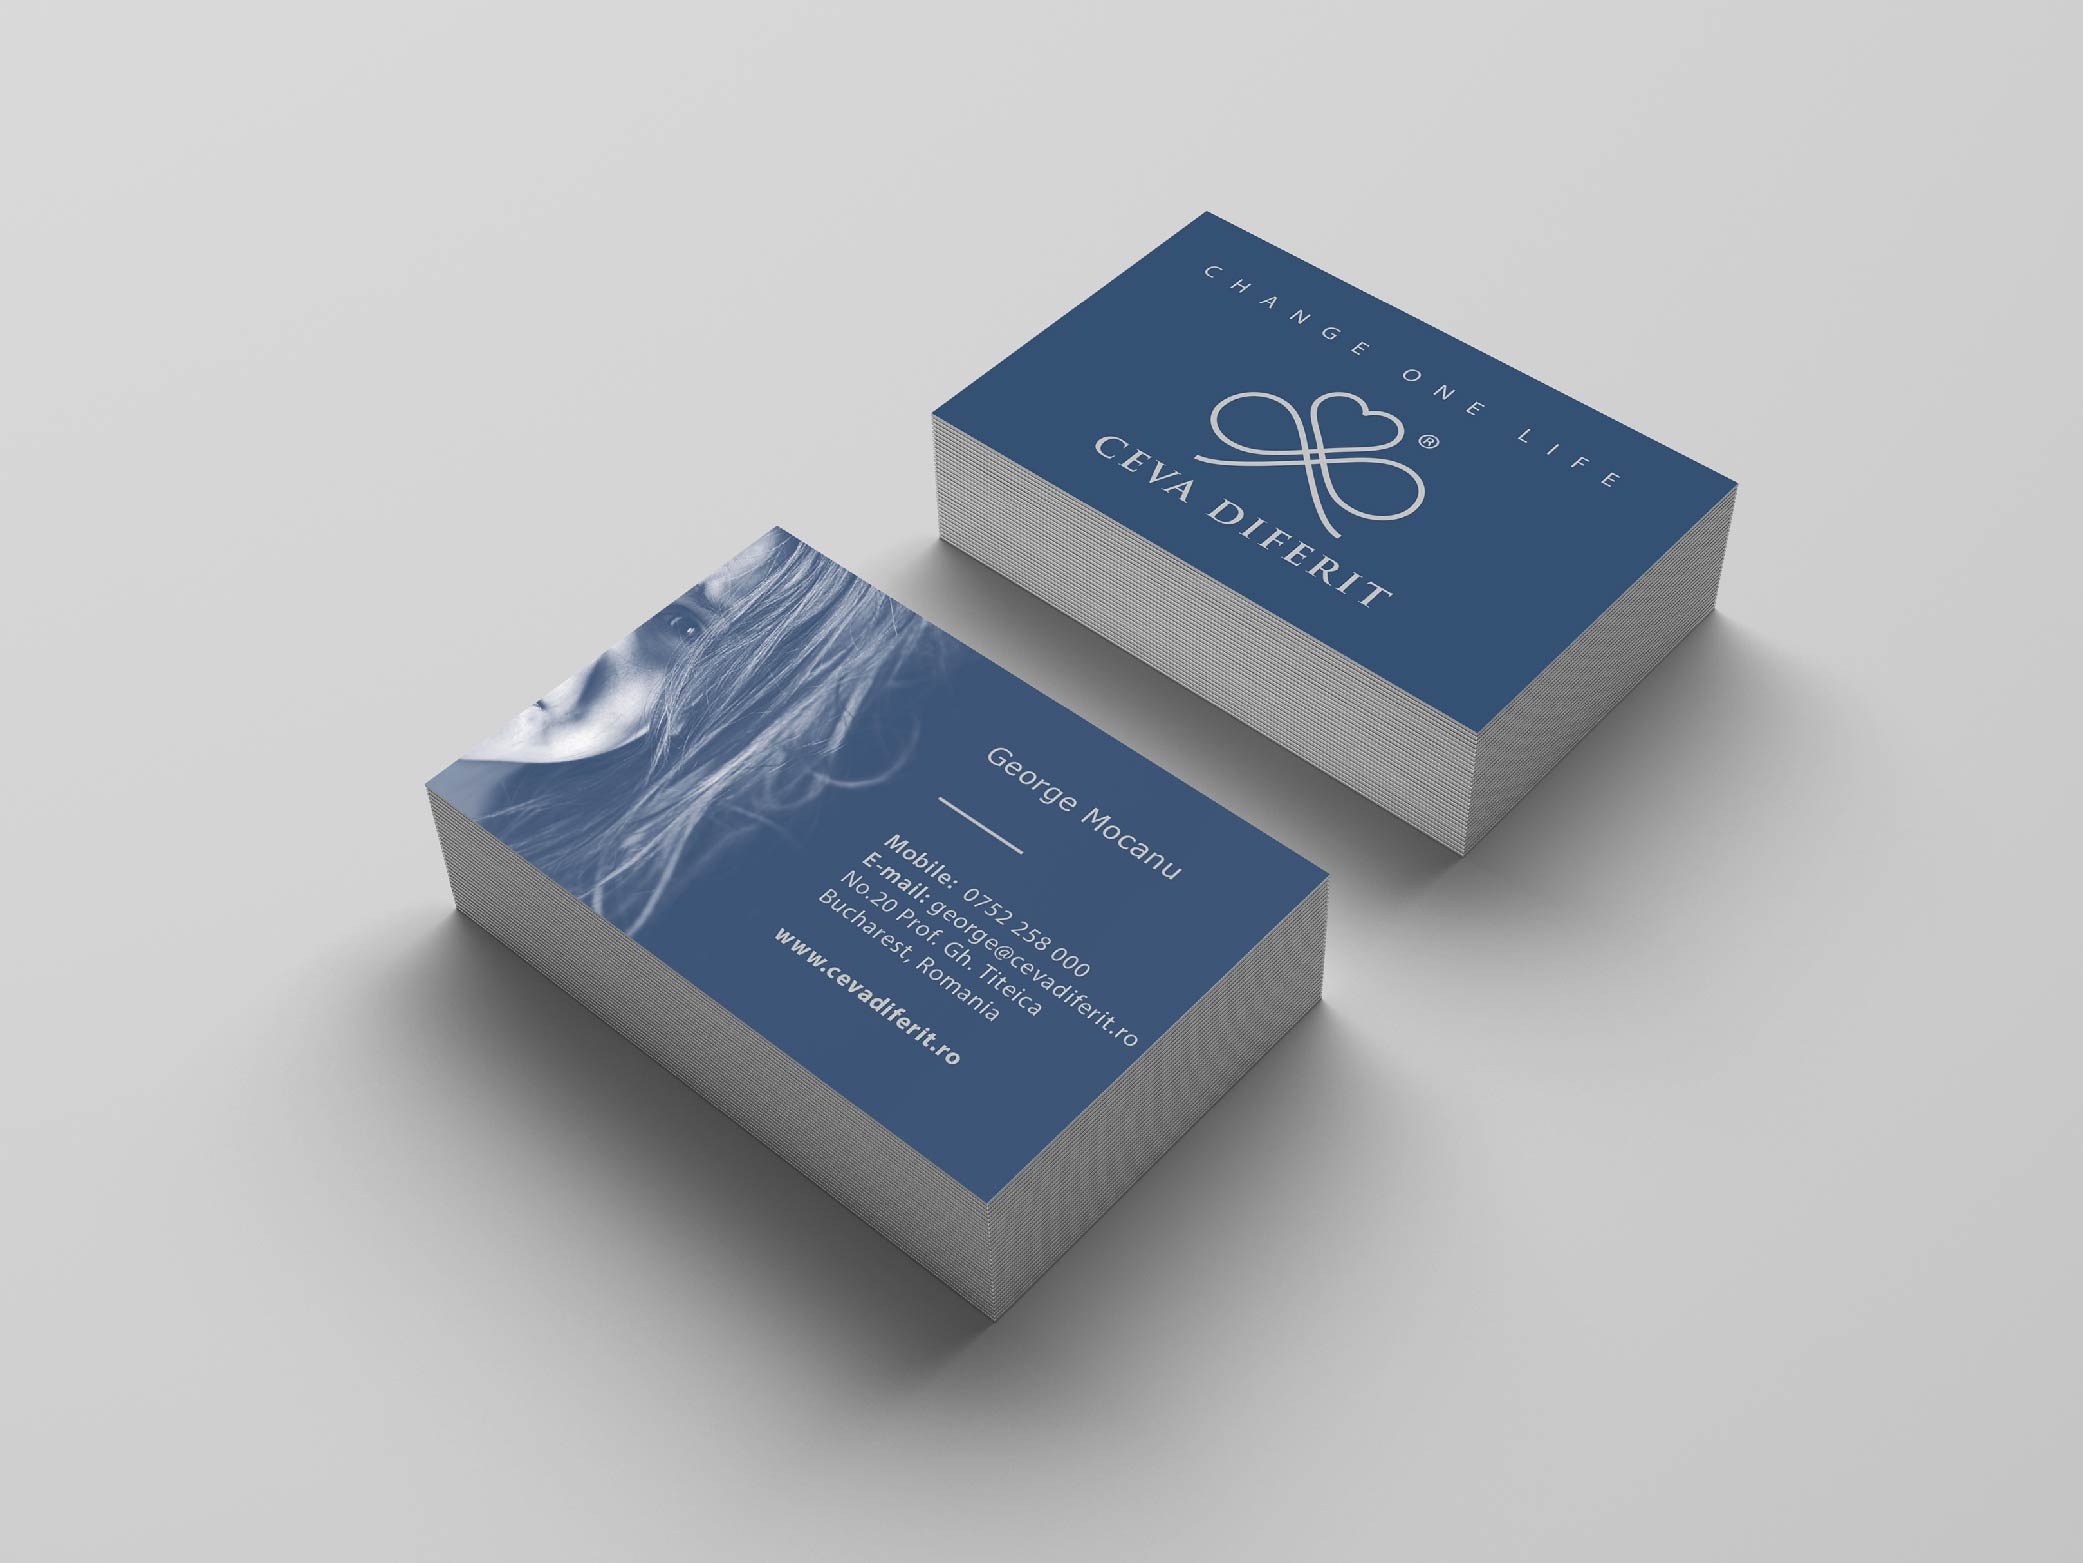 CHANGE ONE LIFE
®
CEVA DIFERIT
George Mocanu
Mobile: 0752 258 000
E-mail: george@cevadiferit.ro
No.20 Prof. Gh. Titeica
Bucharest, Romania
www.cevadiferit.ro